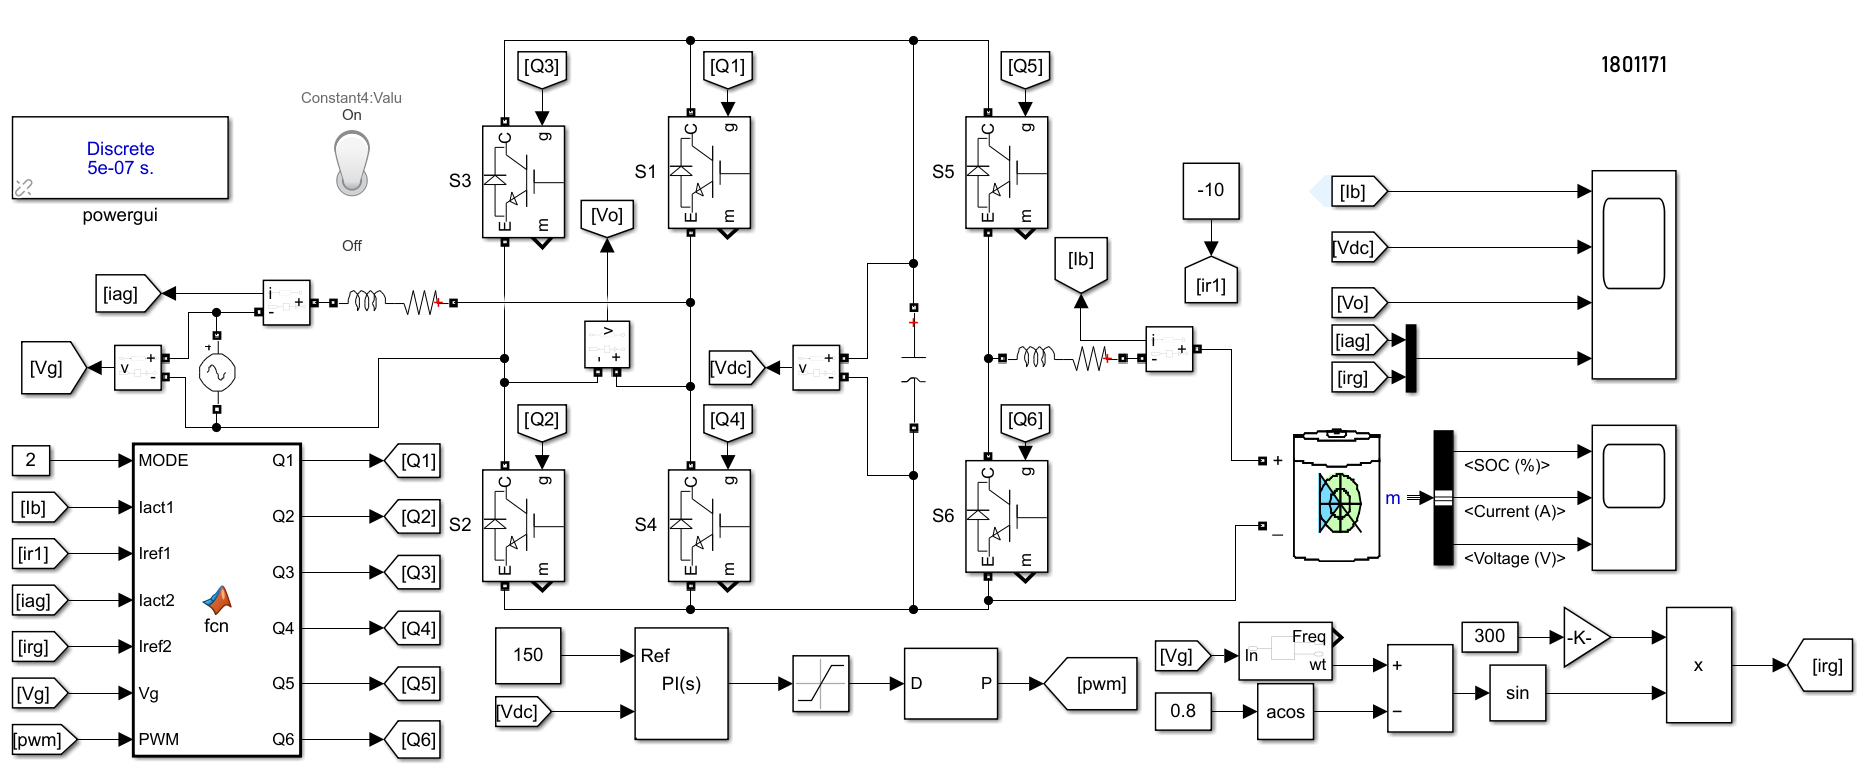 1801171
Constant4:Valu
On
Off
Discrete
5e-07 s.
powergui
[Q3]
[Q1]
[Q5]
C
g
E
m
S3
C
g
E
m
S1
C
g
E
m
S5
[Vo]
-10
[ir1]
[Ib]
[Ib]
[Vdc]
[Vo]
[iag]
[irg]
[iag]
i
+
-
+
[Vg]
v
+
-
v
-
+
[Vdc]
v
+
-
i
-
+
[Q2]
[Q4]
[Q6]
C
g
E
m
S2
C
g
E
m
S4
C
g
E
m
S6
+
_
m
<SOC (%)>
<Current (A)>
<Voltage (V)>
2
[Ib]
[ir1]
[iag]
[irg]
[Vg]
[pwm]
MODE
Iact1
Iref1
Iact2
Iref2
Vg
PWM
fcn
Q1
Q2
Q3
Q4
Q5
Q6
[Q1]
[Q2]
[Q3]
[Q4]
[Q5]
[Q6]
150
[Vdc]
Ref
PI(s)
D
P
[pwm]
[Vg]
In
Freq
wt
0.8
acos
+
−
sin
300
-K-
x
[irg]